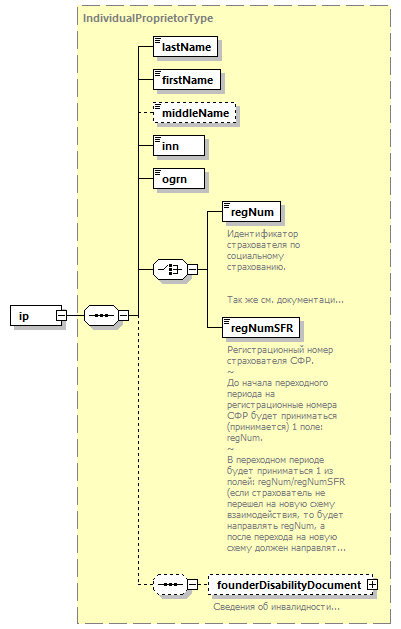 IndividualProprietorType
lastName
firstName
middleName
inn
ogrn
regNum
Идентификатор
страхователя по
социальному
страхованию.
Так же см. документаци...
ip
regNumSFR
Регистрационный номер
страхователя СФР.
~
До начала переходного
периода на
регистрационные номера
СФР будет приниматься
(принимается) 1 поле:
regNum.
~
В переходном периоде
будет приниматься 1 из
полей: regNum/regNumSFR
(если страхователь не
перешел на новую схему
взаимодействия, то будет
направлять regNum, а
после перехода на новую
схему должен направлят...
founderDisabilityDocument
Сведения об инвалидности...